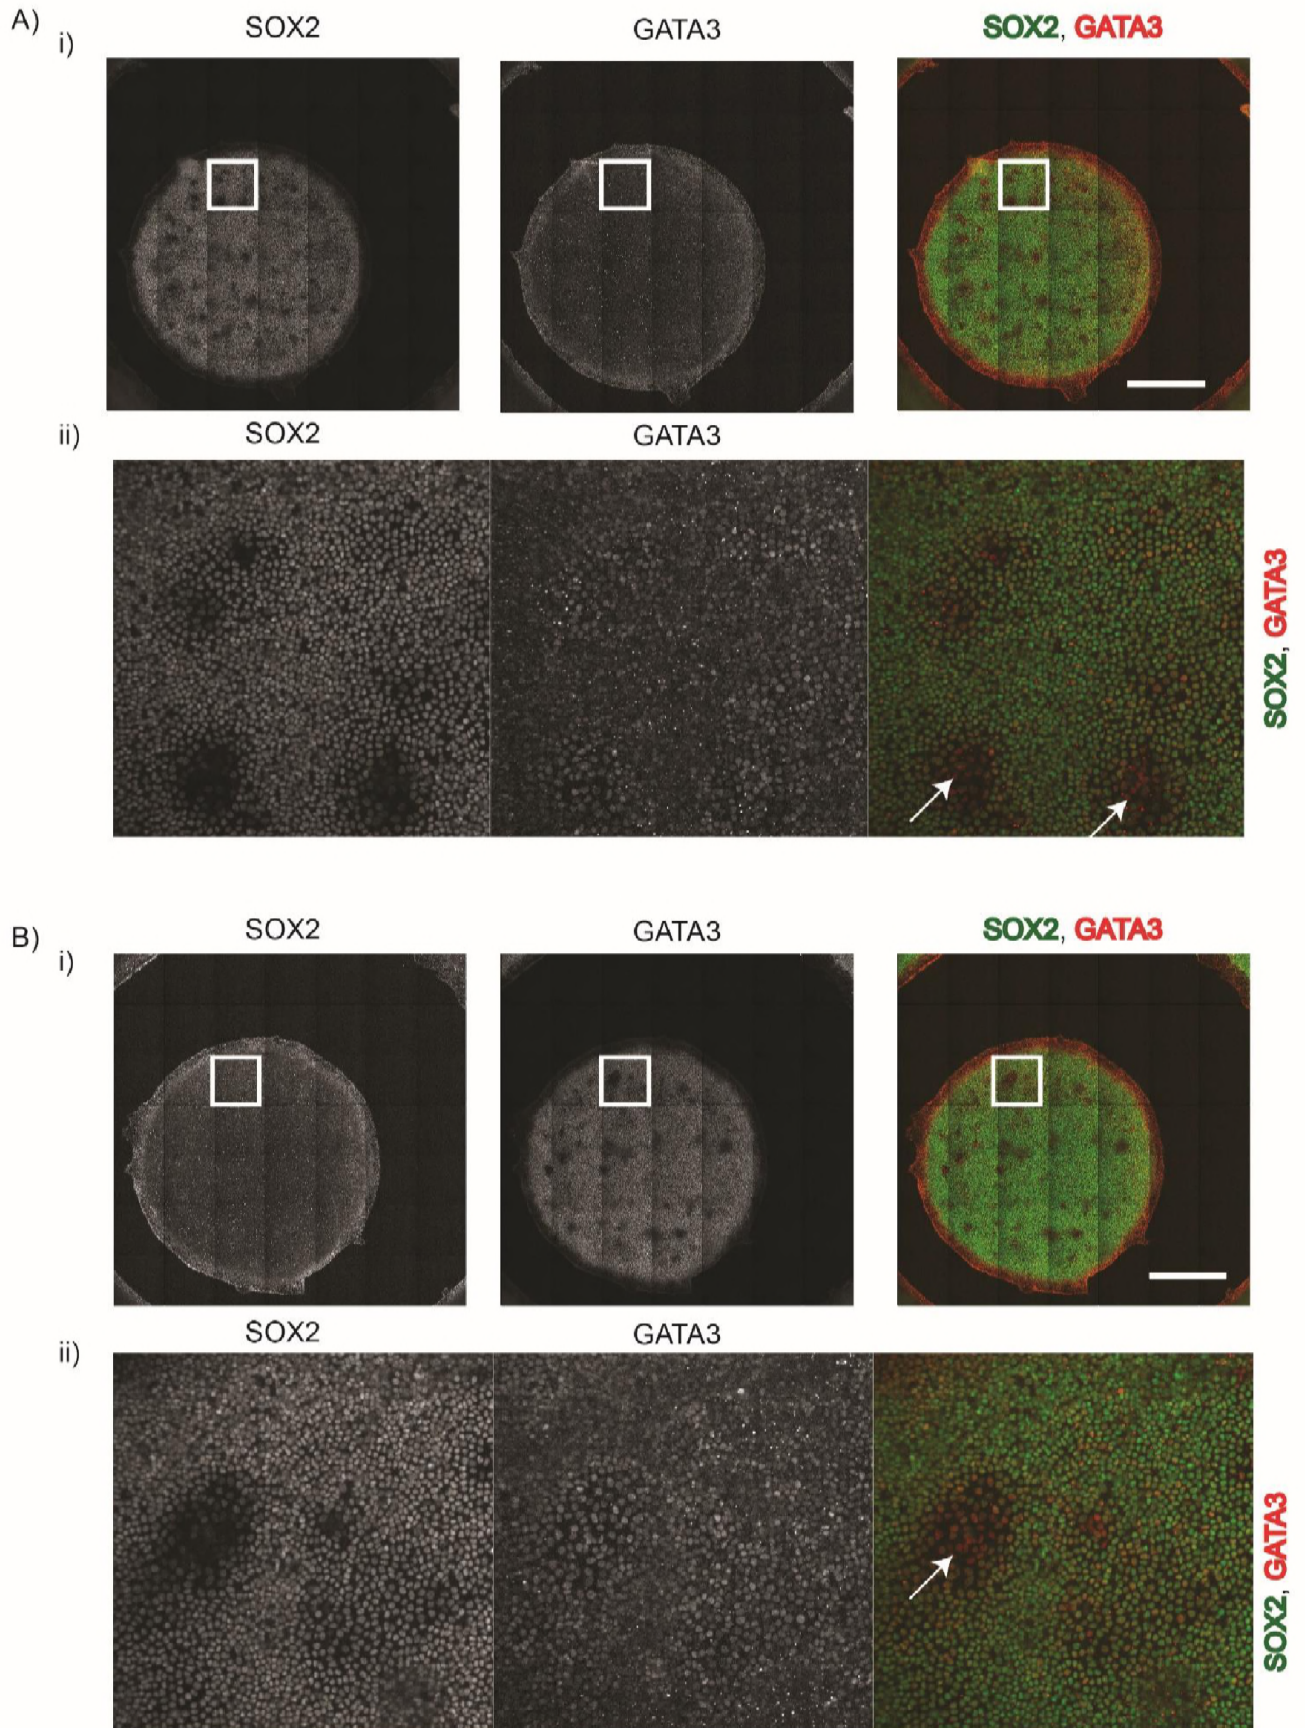 A)
i)
SOX2
GATA3
SOX2, GATA3
ii)
SOX2
GATA3
SOX2, GATA3
B)
i)
SOX2
GATA3
SOX2, GATA3
ii)
SOX2
GATA3
SOX2, GATA3